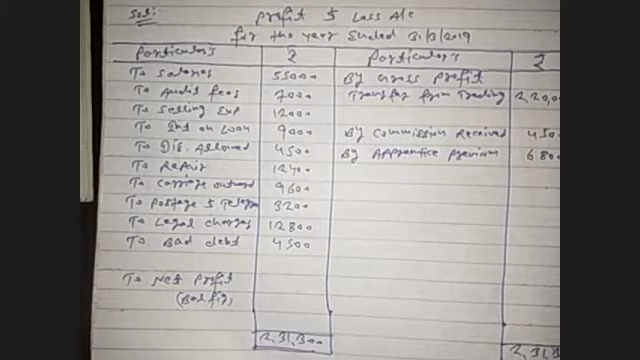 Sol:
Profit & Loss A/c
for the year Ended 31/3/2019
Particular's ₹ Particular's ₹
To Salaries 55000 By Gross Profit
To Audit fees 7000 Transfer from Trading 2,20,0
To Selling Exp 12000
To Int on Loan 9000 By Commission Received 450
To Dis. Allowed 4500 By Apprentice premium 680
To Repair 12400
To Carriage outward 9600
To Postage & Telegr 3200
To Legal charges 12800
To Bad debt 4500
To Net Profit
(Bal fig)
2,31,300 2,31,3